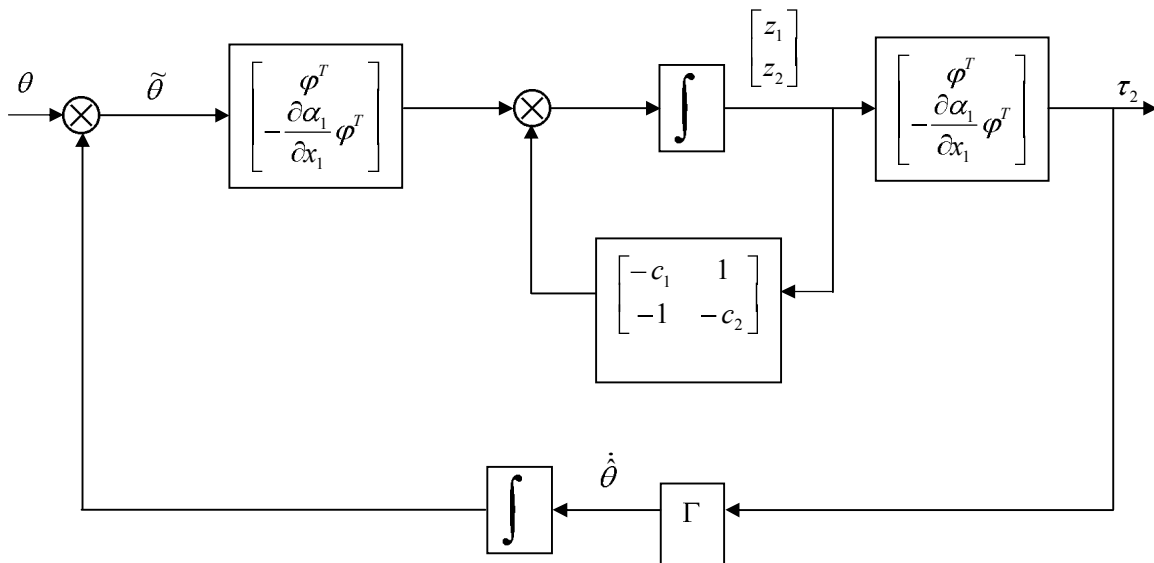 θ
θ̃
[ φ^T
-∂α₁/∂x₁ φ^T ]
∫
[ z₁
z₂ ]
[ φ^T
-∂α₁/∂x₁ φ^T ]
τ₂
[ -c₁ 1
-1 -c₂ ]
∫
θ̂̇
Γ